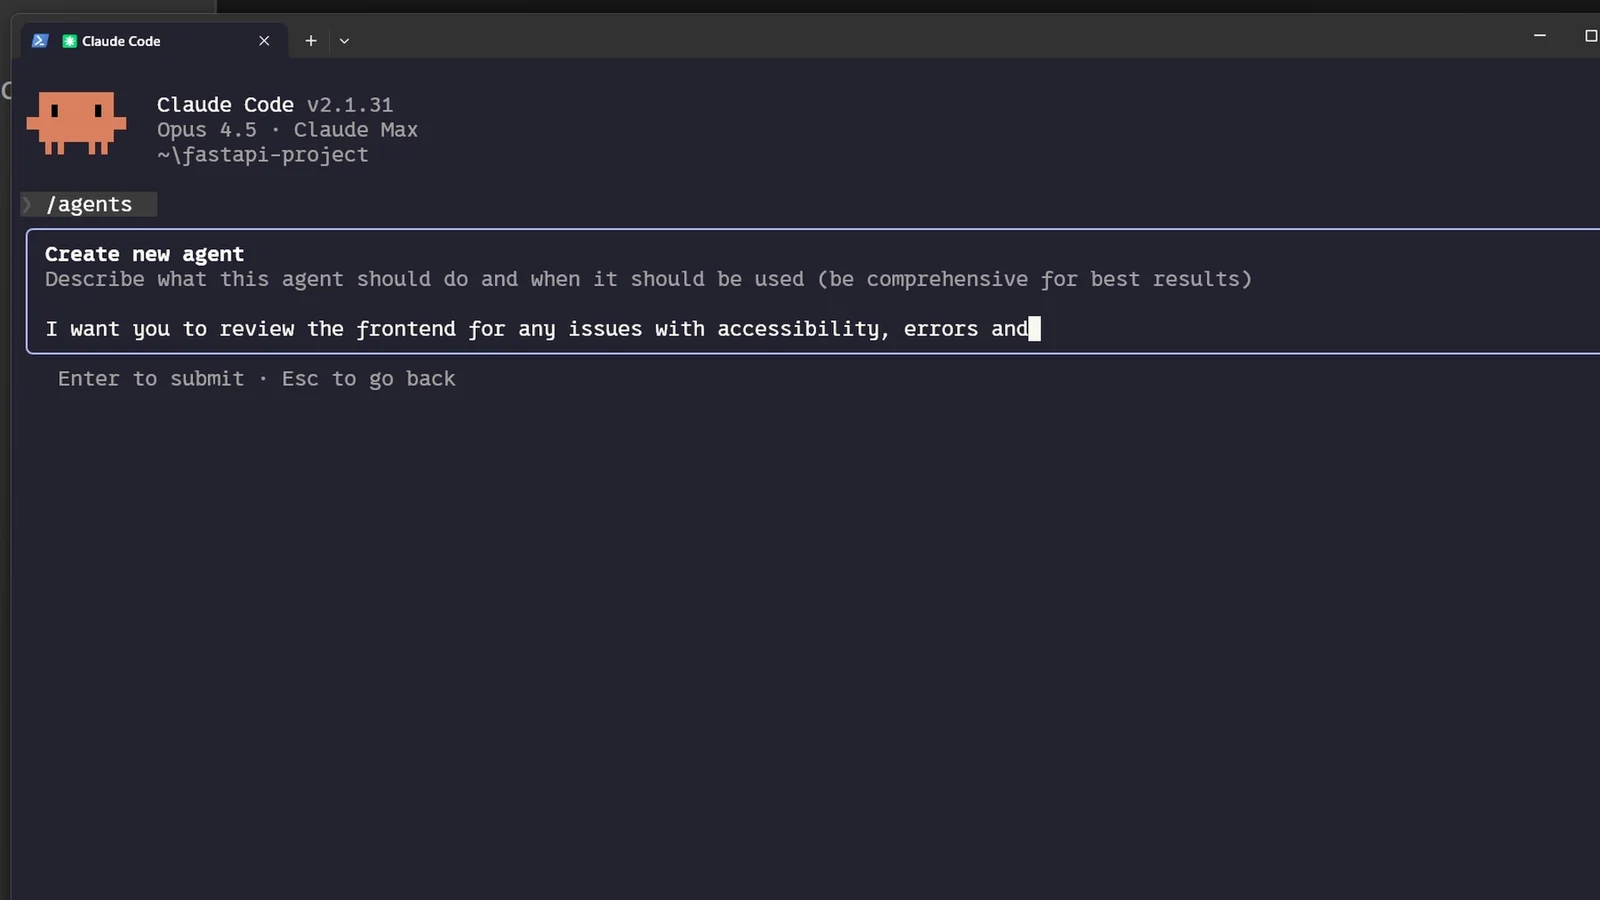 Claude Code
Claude Code v2.1.31
Opus 4.5 · Claude Max
~\fastapi-project
❯ /agents
Create new agent
Describe what this agent should do and when it should be used (be comprehensive for best results)
I want you to review the frontend for any issues with accessibility, errors and
Enter to submit · Esc to go back